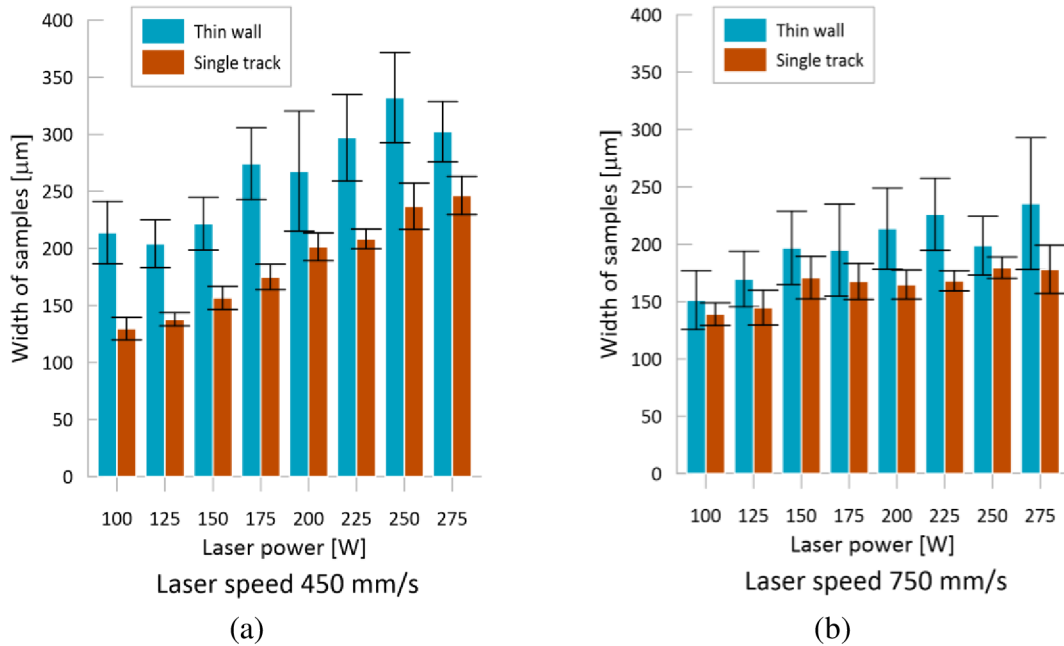 400
350
300
250
200
150
100
50
0
Width of samples [µm]
Thin wall
Single track
100 125 150 175 200 225 250 275
Laser power [W]
Laser speed 450 mm/s
(a)
400
350
300
250
200
150
100
50
0
Width of samples [µm]
Thin wall
Single track
100 125 150 175 200 225 250 275
Laser power [W]
Laser speed 750 mm/s
(b)